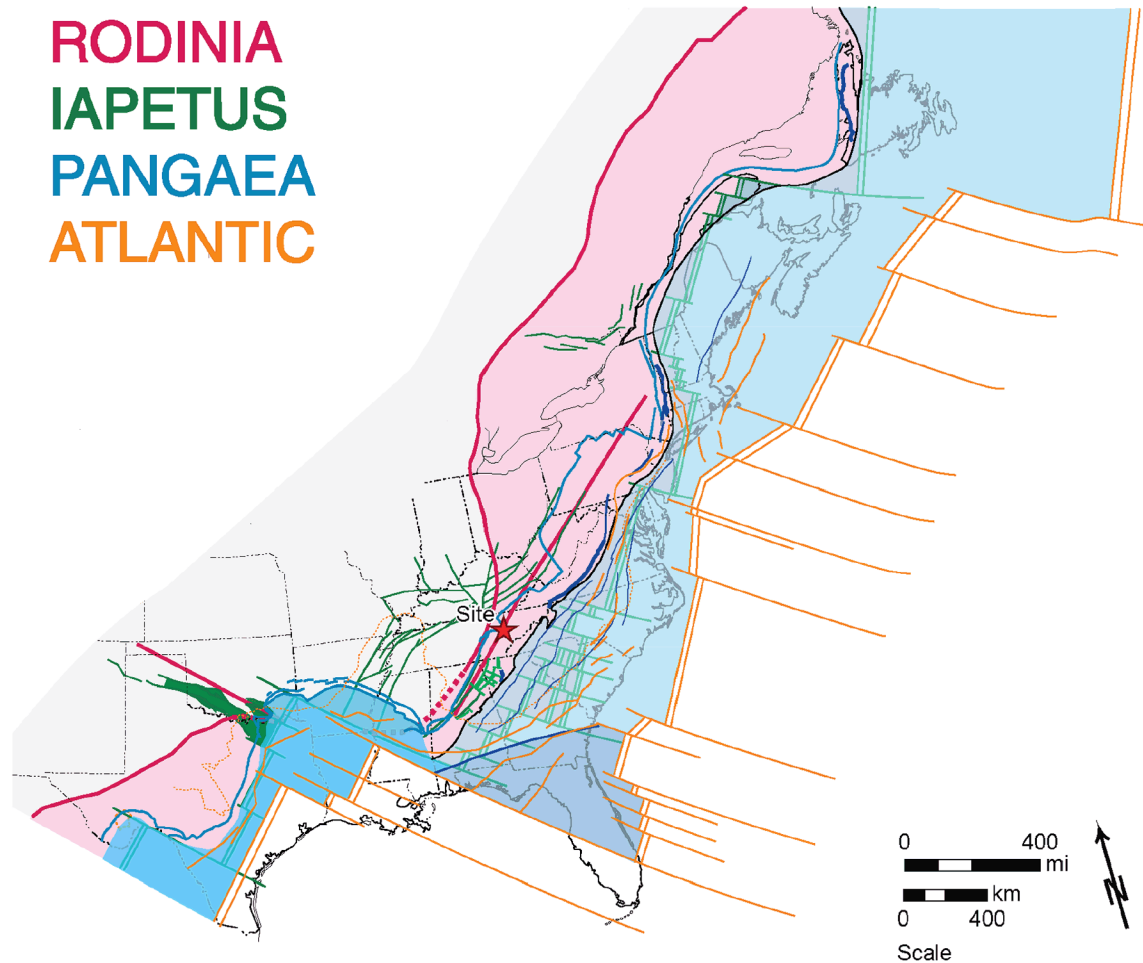 RODINIA
IAPETUS
PANGAEA
ATLANTIC
Site
0 400
mi
km
0 400
Scale
N